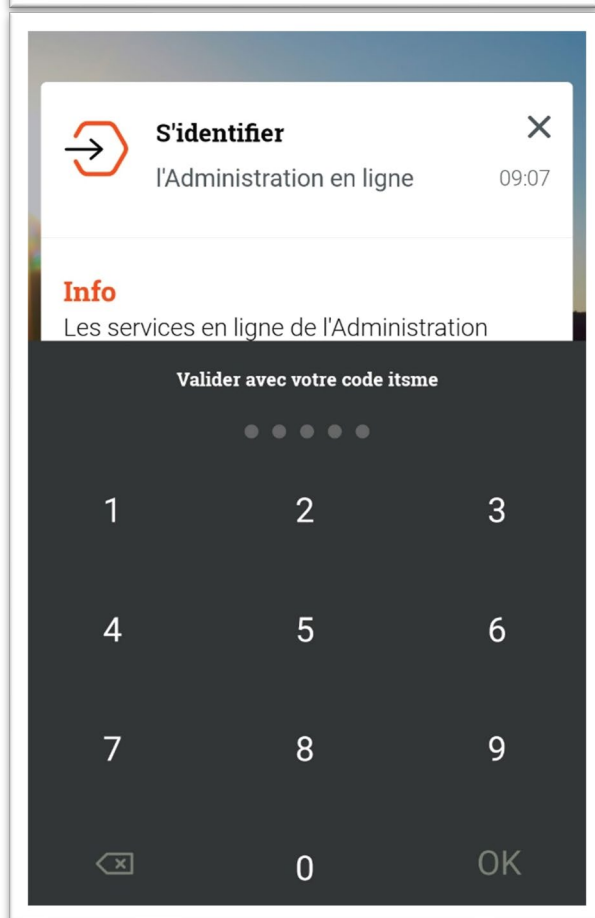 S'identifier
l'Administration en ligne 09:07
Info
Les services en ligne de l'Administration
Valider avec votre code itsme
1 2 3
4 5 6
7 8 9
0 OK